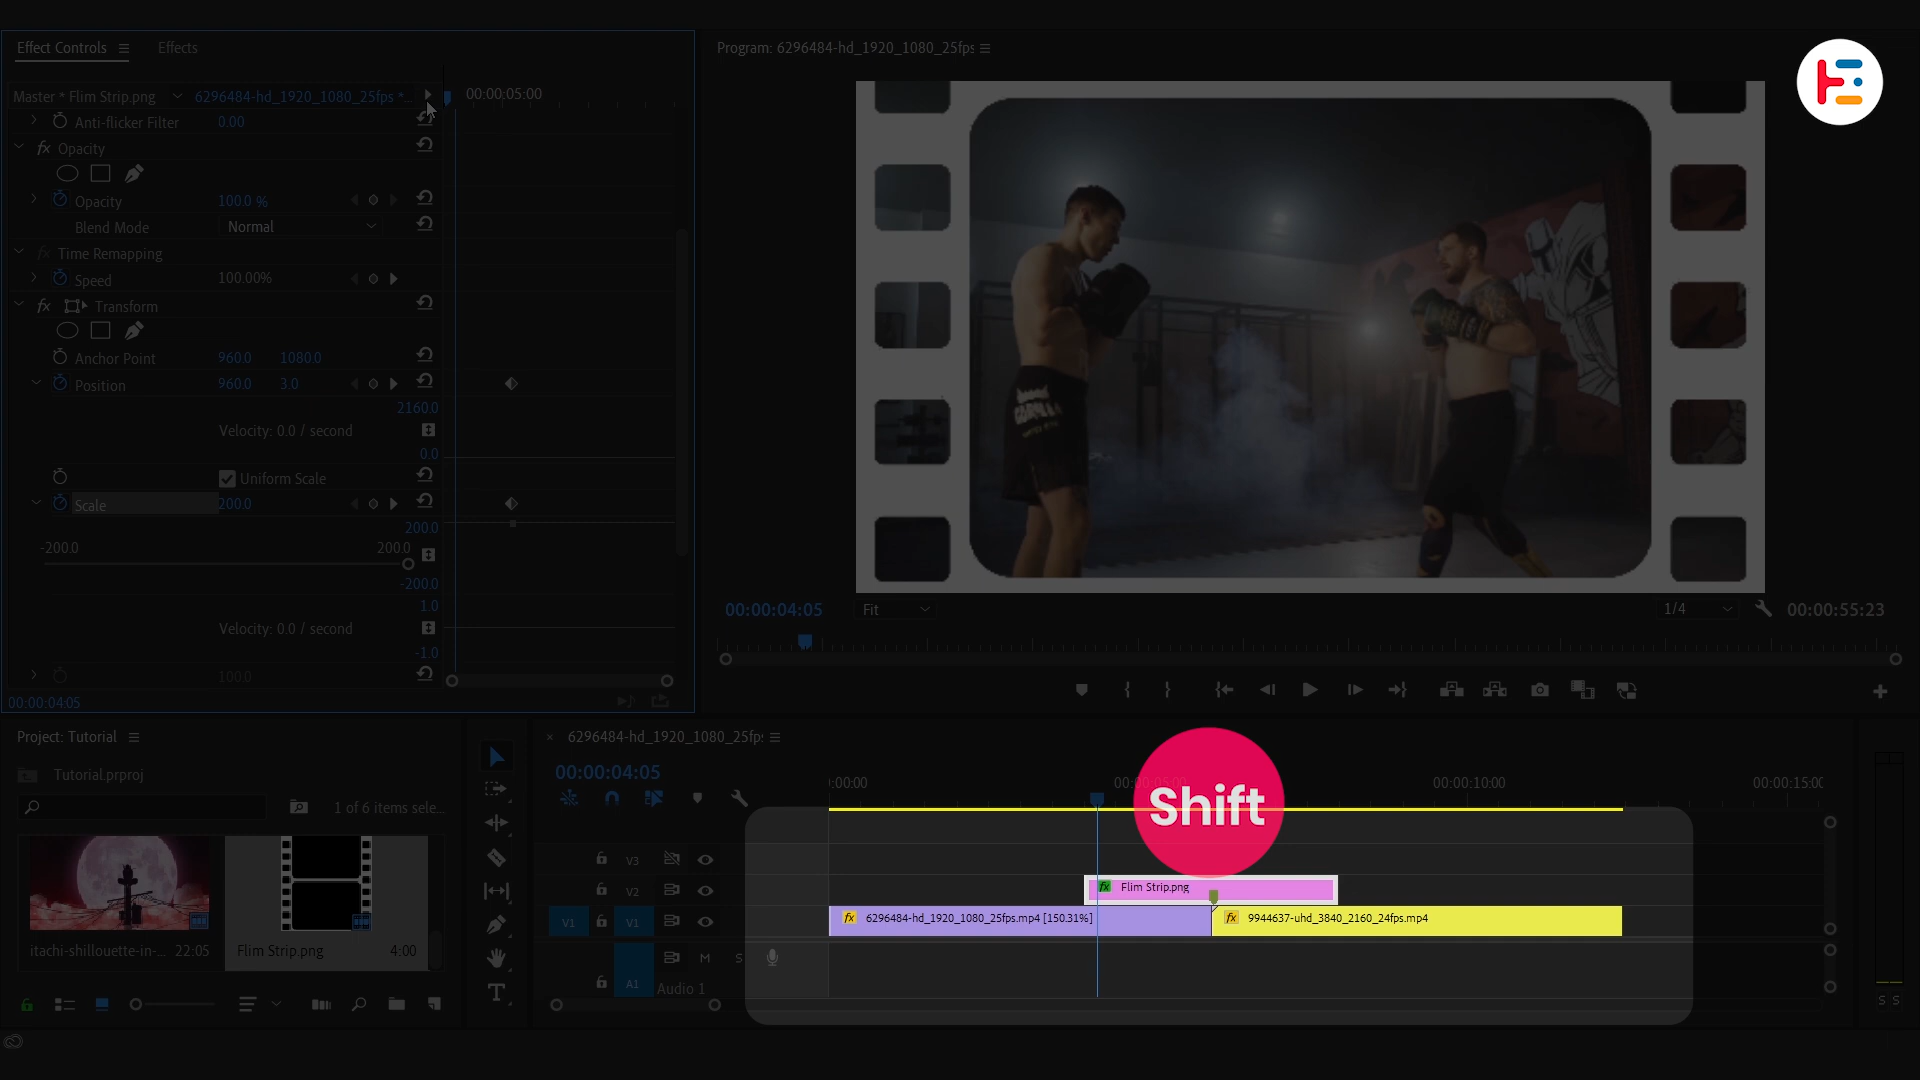 Effect Controls
Effects
Master * Flim Strip.png
6296484-hd_1920_1080_25fps *...
00:00:05:00
Anti-flicker Filter 0.00
fx Opacity
Opacity 100.0 %
Blend Mode Normal
fx Time Remapping
Speed 100.00%
fx Transform
Anchor Point 960.0 1080.0
Position 960.0 3.0
2160.0
Velocity: 0.0 / second
0.0
Uniform Scale
Scale 200.0
200.0
-200.0 200.0
-200.0
1.0
Velocity: 0.0 / second
-1.0
100.0
00:00:04:05
Program: 6296484-hd_1920_1080_25fps
00:00:04:05
Fit
1/4
00:00:55:23
Project: Tutorial
Tutorial.prproj
1 of 6 items sele...
itachi-shillouette-in-... 22:05
Flim Strip.png 4:00
× 6296484-hd_1920_1080_25fp:
00:00:04:05
:00:00
00:00:05:00
00:00:10:00
00:00:15:0
Shift
V3
V2
fx Flim Strip.png
V1 V1
fx 6296484-hd_1920_1080_25fps.mp4 [150.31%]
fx 9944637-uhd_3840_2160_24fps.mp4
M S
A1 Audio 1
S S